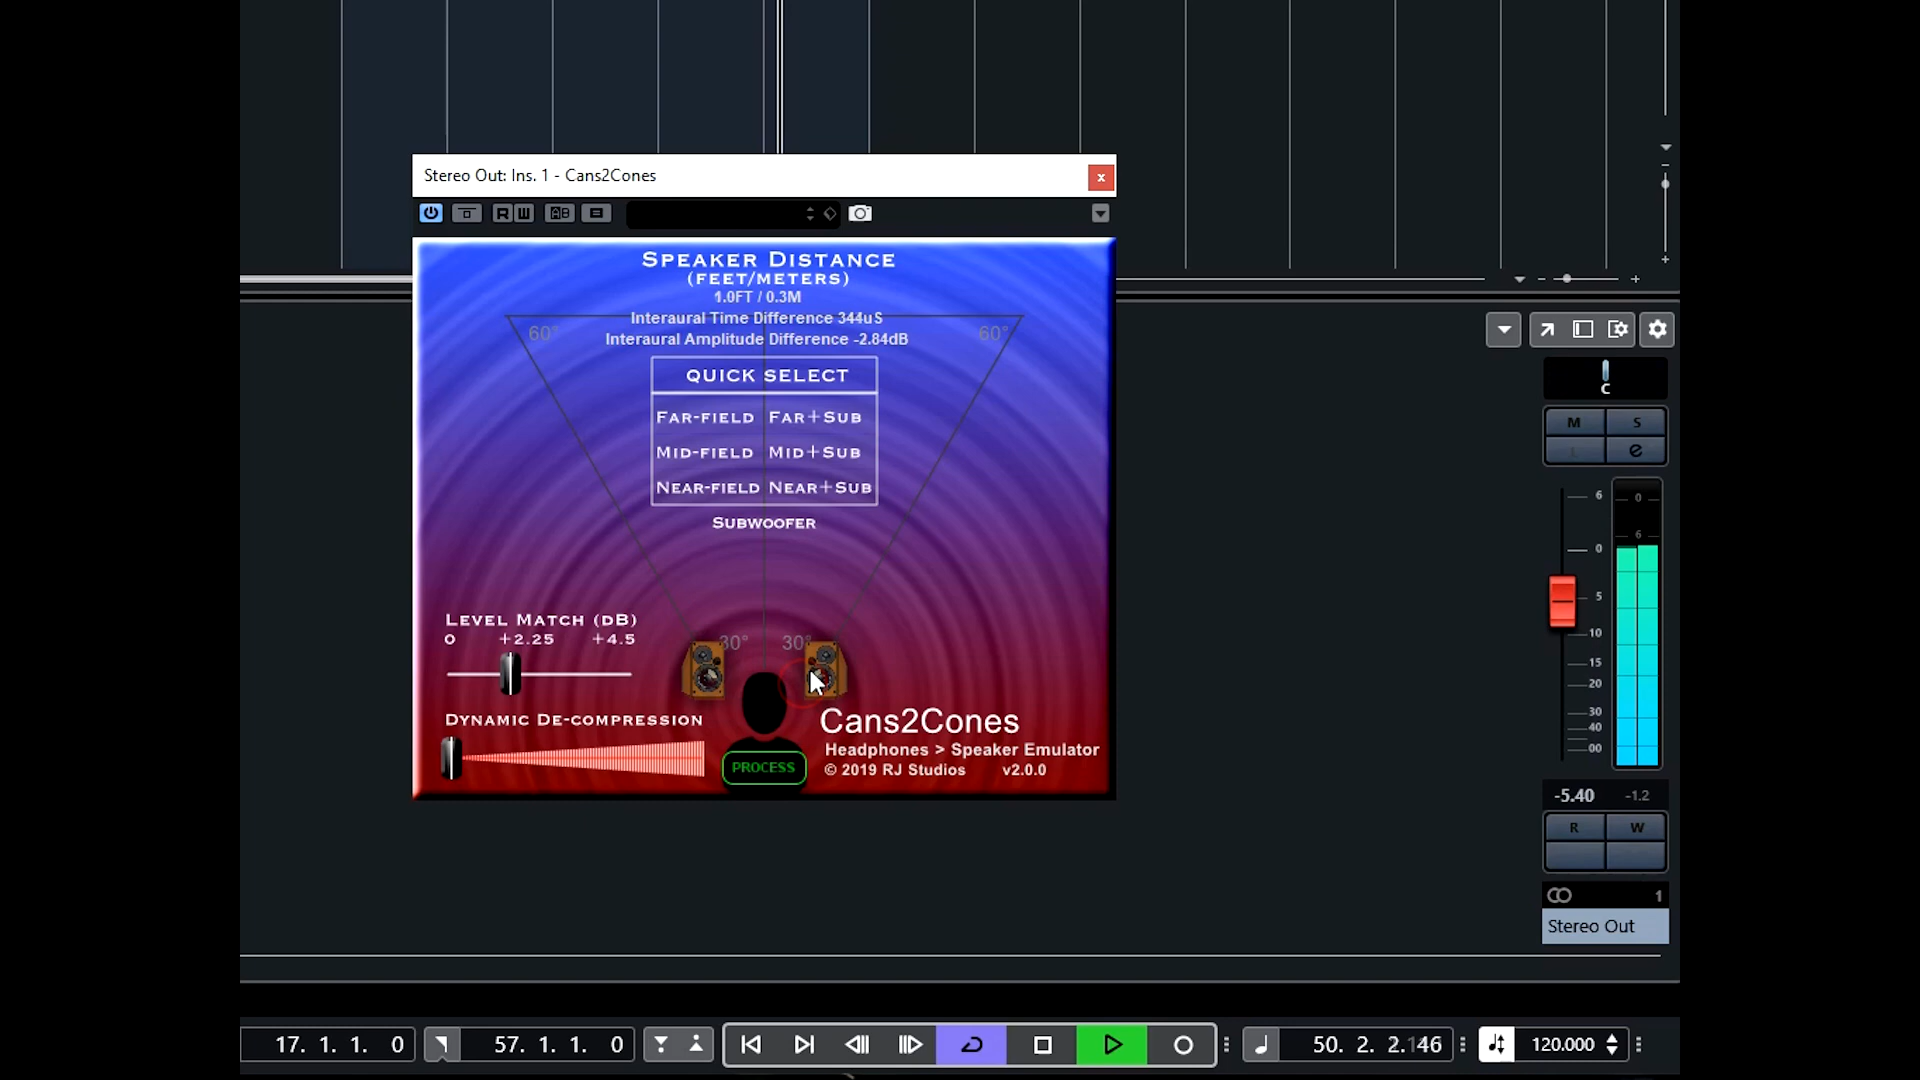 Stereo Out: Ins. 1 - Cans2Cones
R W AB
SPEAKER DISTANCE
(FEET/METERS)
1.0FT / 0.3M
Interaural Time Difference 344uS
60° 60°
Interaural Amplitude Difference -2.84dB
QUICK SELECT
FAR-FIELD FAR+SUB
MID-FIELD MID+SUB
NEAR-FIELD NEAR+SUB
SUBWOOFER
LEVEL MATCH (DB)
0 +2.25 +4.5
30° 30°
DYNAMIC DE-COMPRESSION
PROCESS
Cans2Cones
Headphones > Speaker Emulator
© 2019 RJ Studios v2.0.0
C
M S
L e
6 0
6
0
5
10
15
20
30
40
00
-5.40 -1.2
R W
1
Stereo Out
17. 1. 1. 0
57. 1. 1. 0
50. 2. 2.
120.000